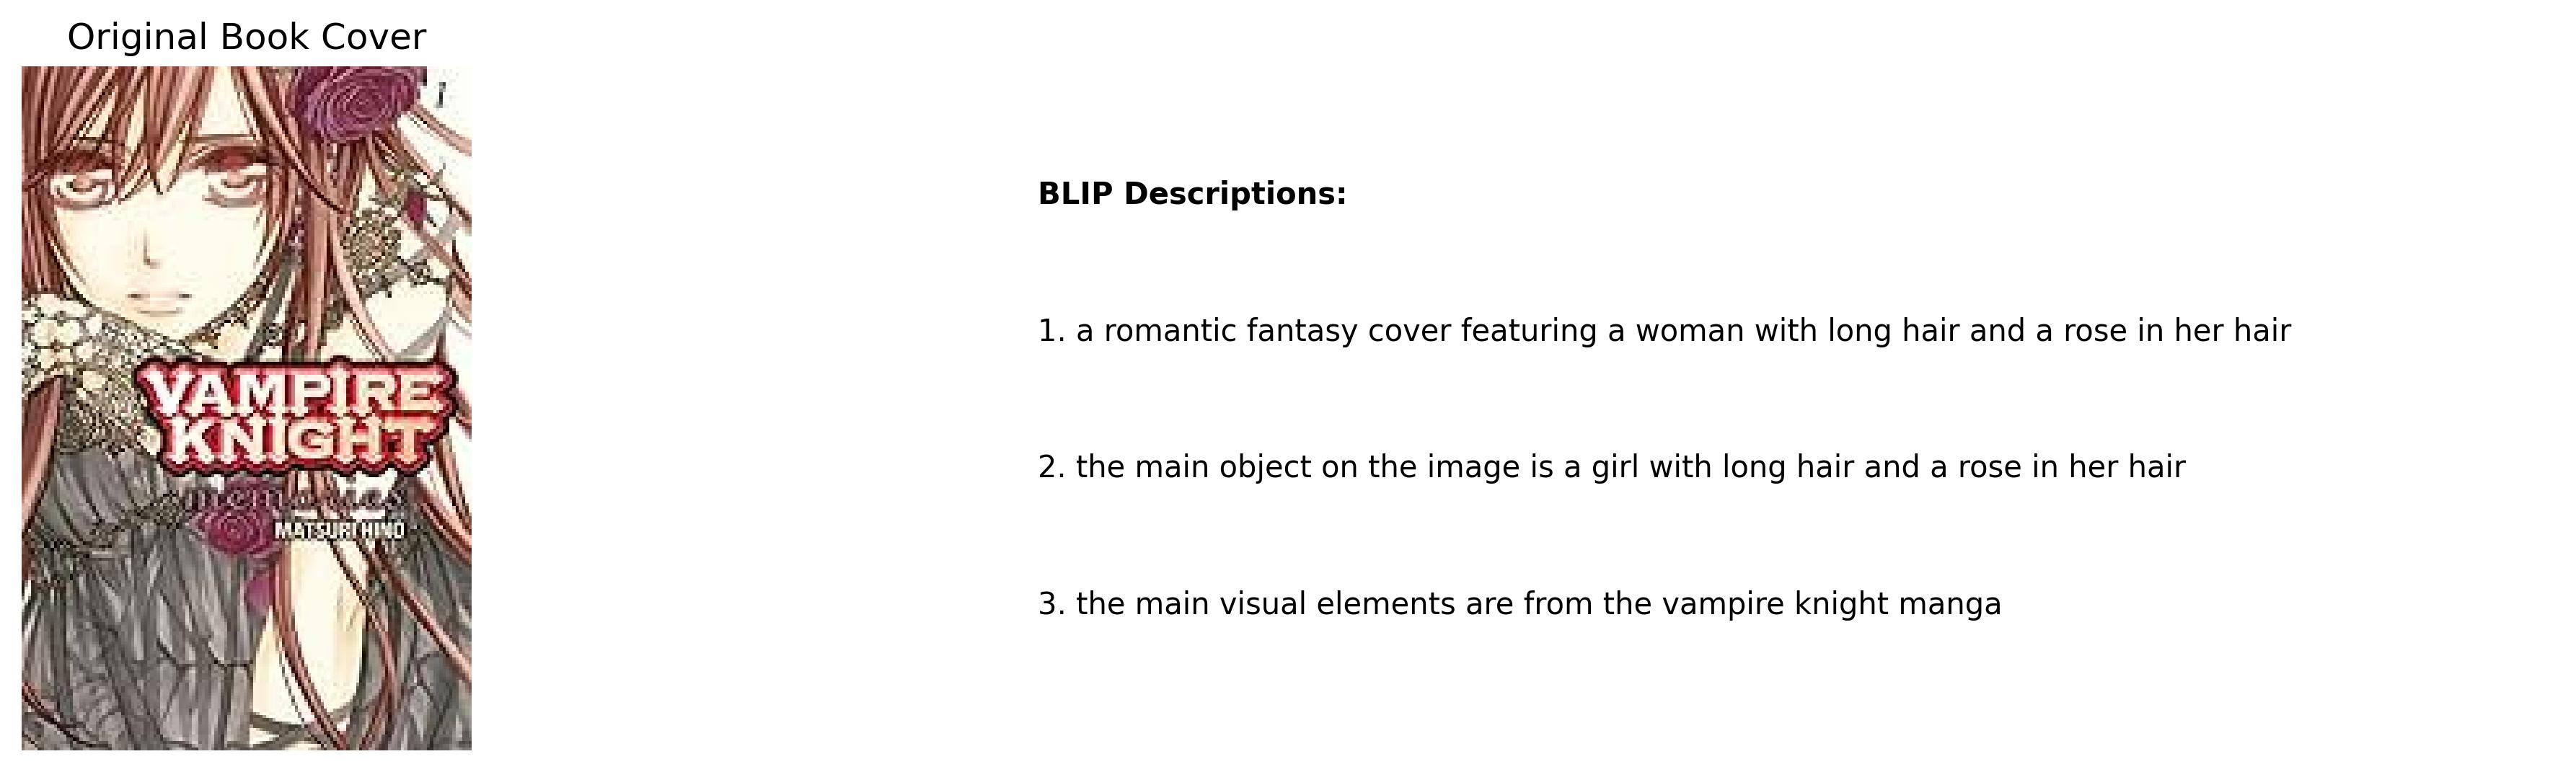 Original Book Cover
1
VAMPIRE
KNIGHT
memories
MATSURI HINO
BLIP Descriptions:
1. a romantic fantasy cover featuring a woman with long hair and a rose in her hair
2. the main object on the image is a girl with long hair and a rose in her hair
3. the main visual elements are from the vampire knight manga